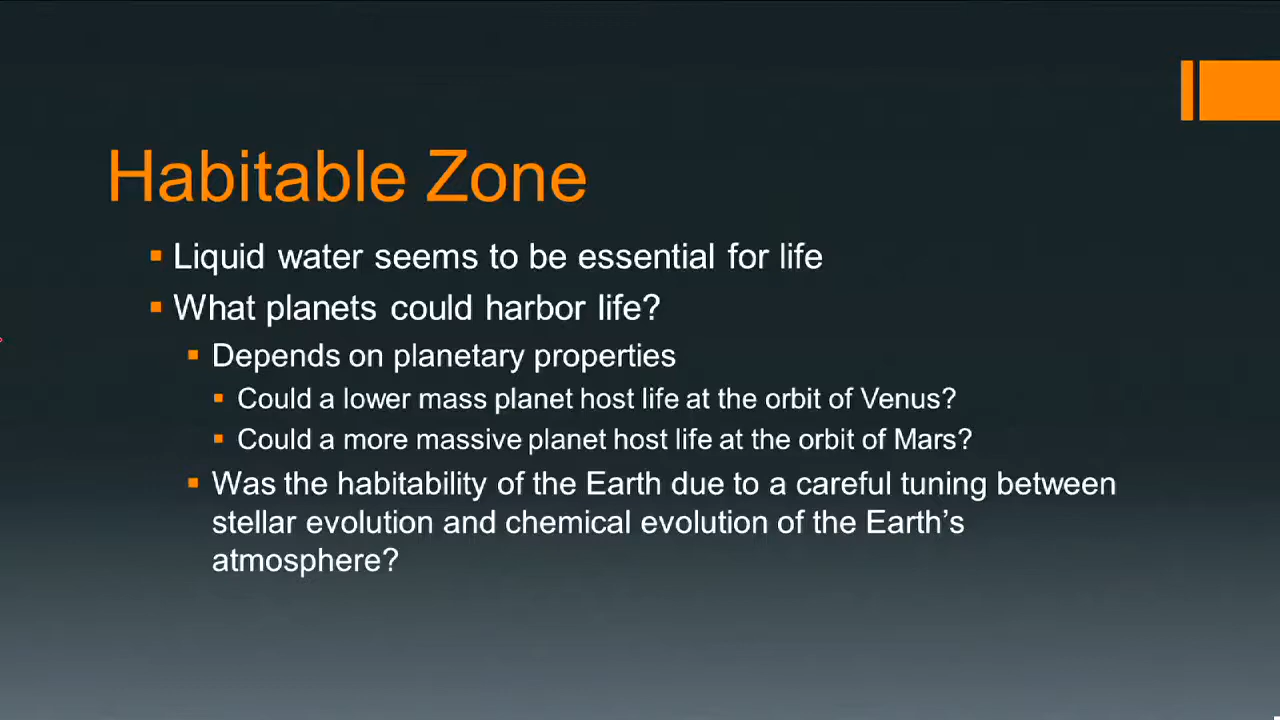 Habitable Zone
Liquid water seems to be essential for life
What planets could harbor life?
Depends on planetary properties
Could a lower mass planet host life at the orbit of Venus?
Could a more massive planet host life at the orbit of Mars?
Was the habitability of the Earth due to a careful tuning between
stellar evolution and chemical evolution of the Earth’s
atmosphere?